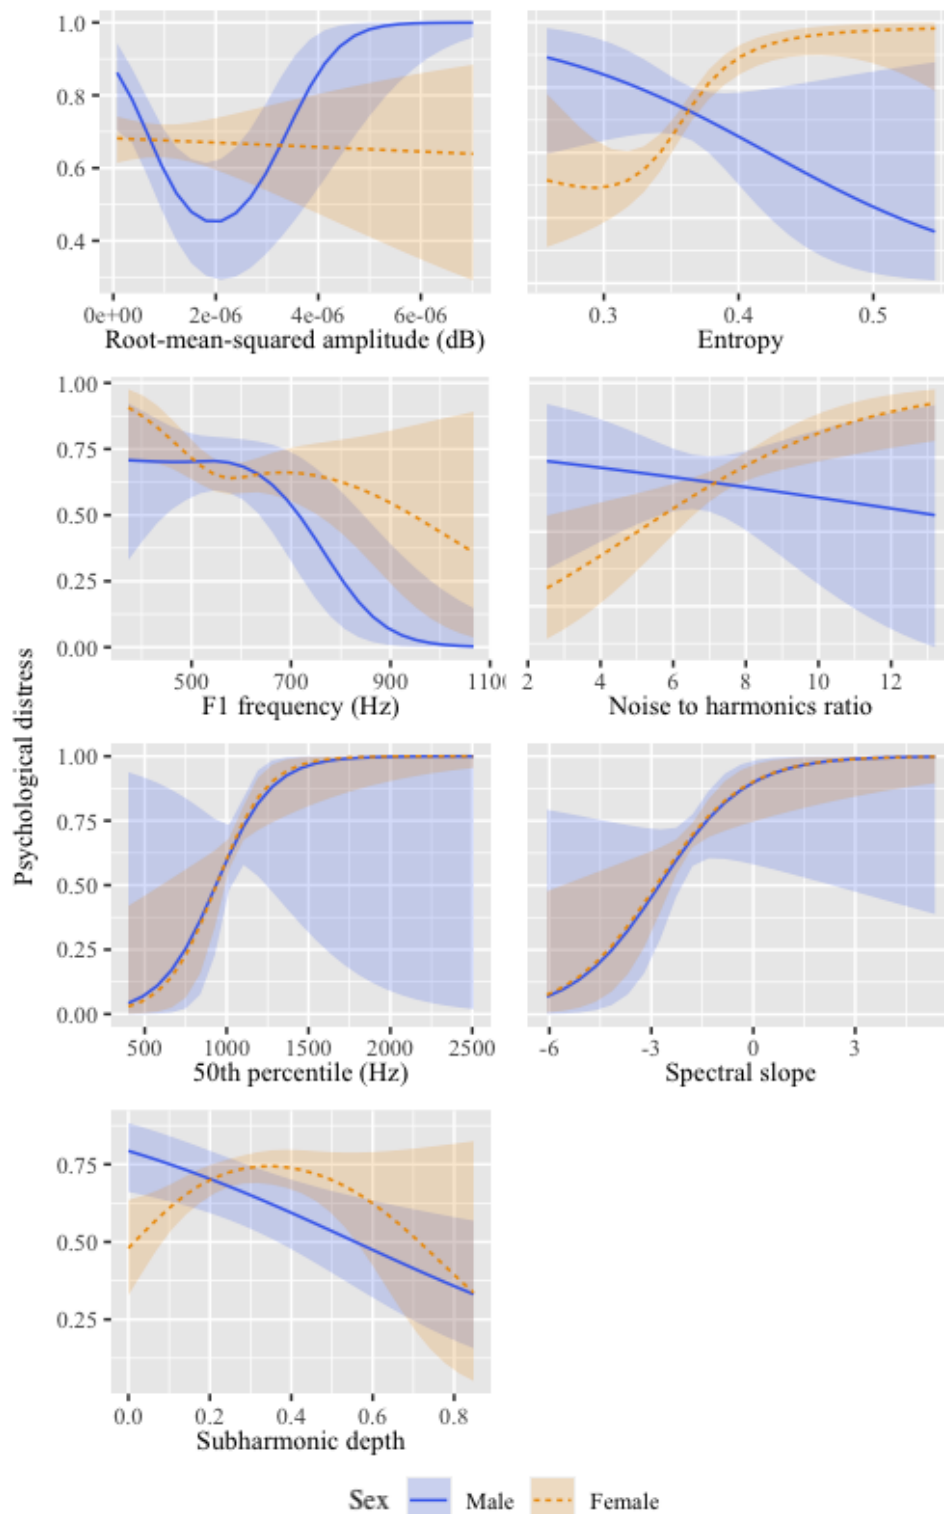 1.0
0.8
0.6
0.4
0e+00 2e-06 4e-06 6e-06
Root-mean-squared amplitude (dB)
0.3 0.4 0.5
Entropy
1.00
0.75
0.50
0.25
0.00
500 700 900 110(
F1 frequency (Hz)
2 4 6 8 10 12
Noise to harmonics ratio
Psychological distress
1.00
0.75
0.50
0.25
0.00
500 1000 1500 2000 2500
50th percentile (Hz)
-6 -3 0 3
Spectral slope
0.75
0.50
0.25
0.0 0.2 0.4 0.6 0.8
Subharmonic depth
Sex Male Female